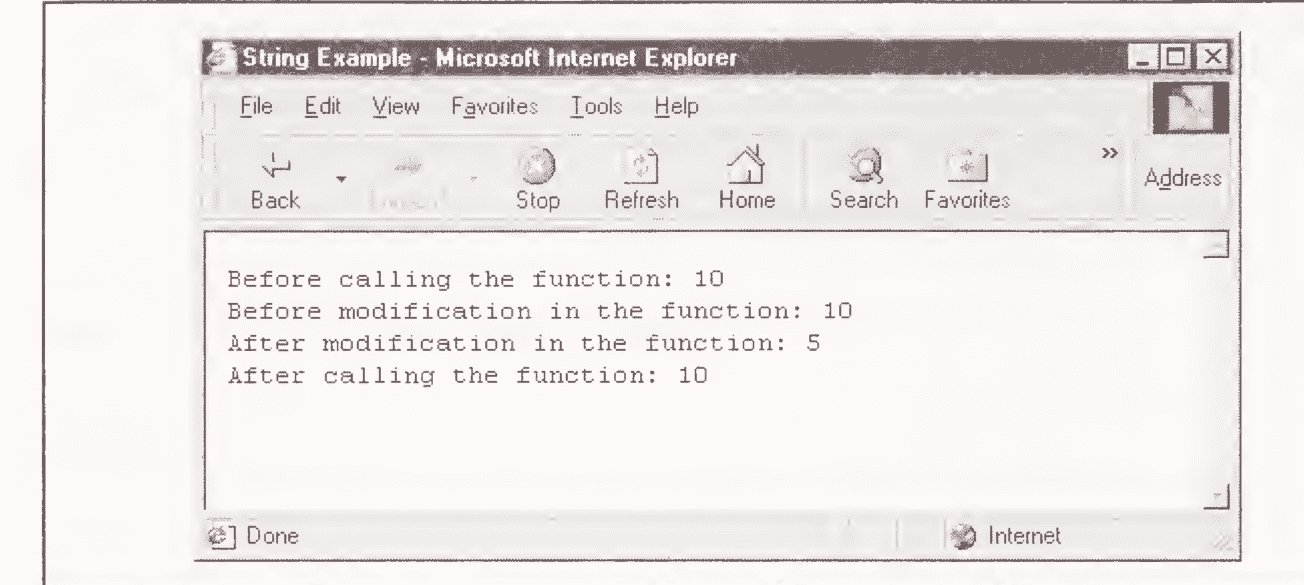 String Example - Microsoft Internet Explorer
File Edit View Favorites Tools Help
Back Stop Refresh Home Search Favorites » Address
Before calling the function: 10
Before modification in the function: 10
After modification in the function: 5
After calling the function: 10
Done Internet